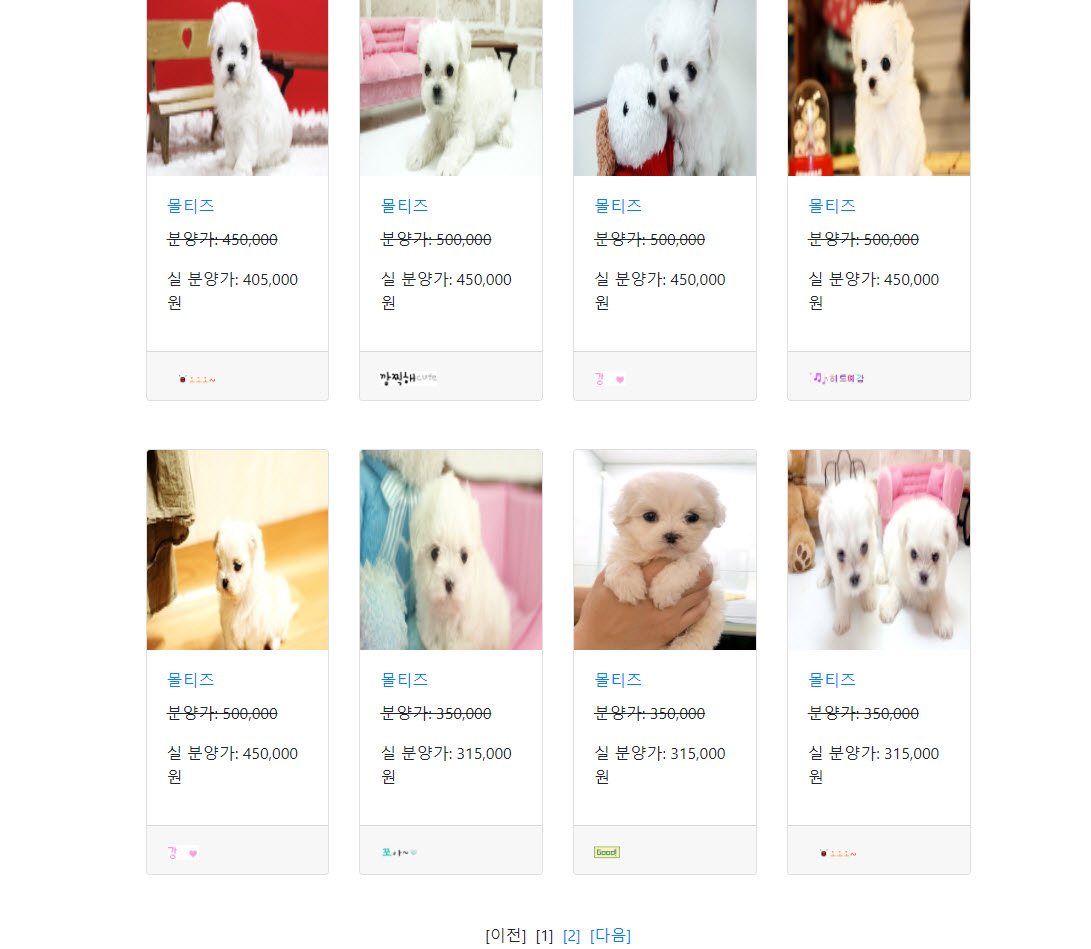 몰티즈 몰티즈 몰티즈 몰티즈
분양가: 450,000 분양가: 500,000 분양가: 500,000 분양가: 500,000
실 분양가: 405,000 실 분양가: 450,000 실 분양가: 450,000 실 분양가: 450,000
원 원 원 원
깜찍해cute 강 히트예감
몰티즈 몰티즈 몰티즈 몰티즈
분양가: 500,000 분양가: 350,000 분양가: 350,000 분양가: 350,000
실 분양가: 450,000 실 분양가: 315,000 실 분양가: 315,000 실 분양가: 315,000
원 원 원 원
강 Good!
[이전] [1] [2] [다음]